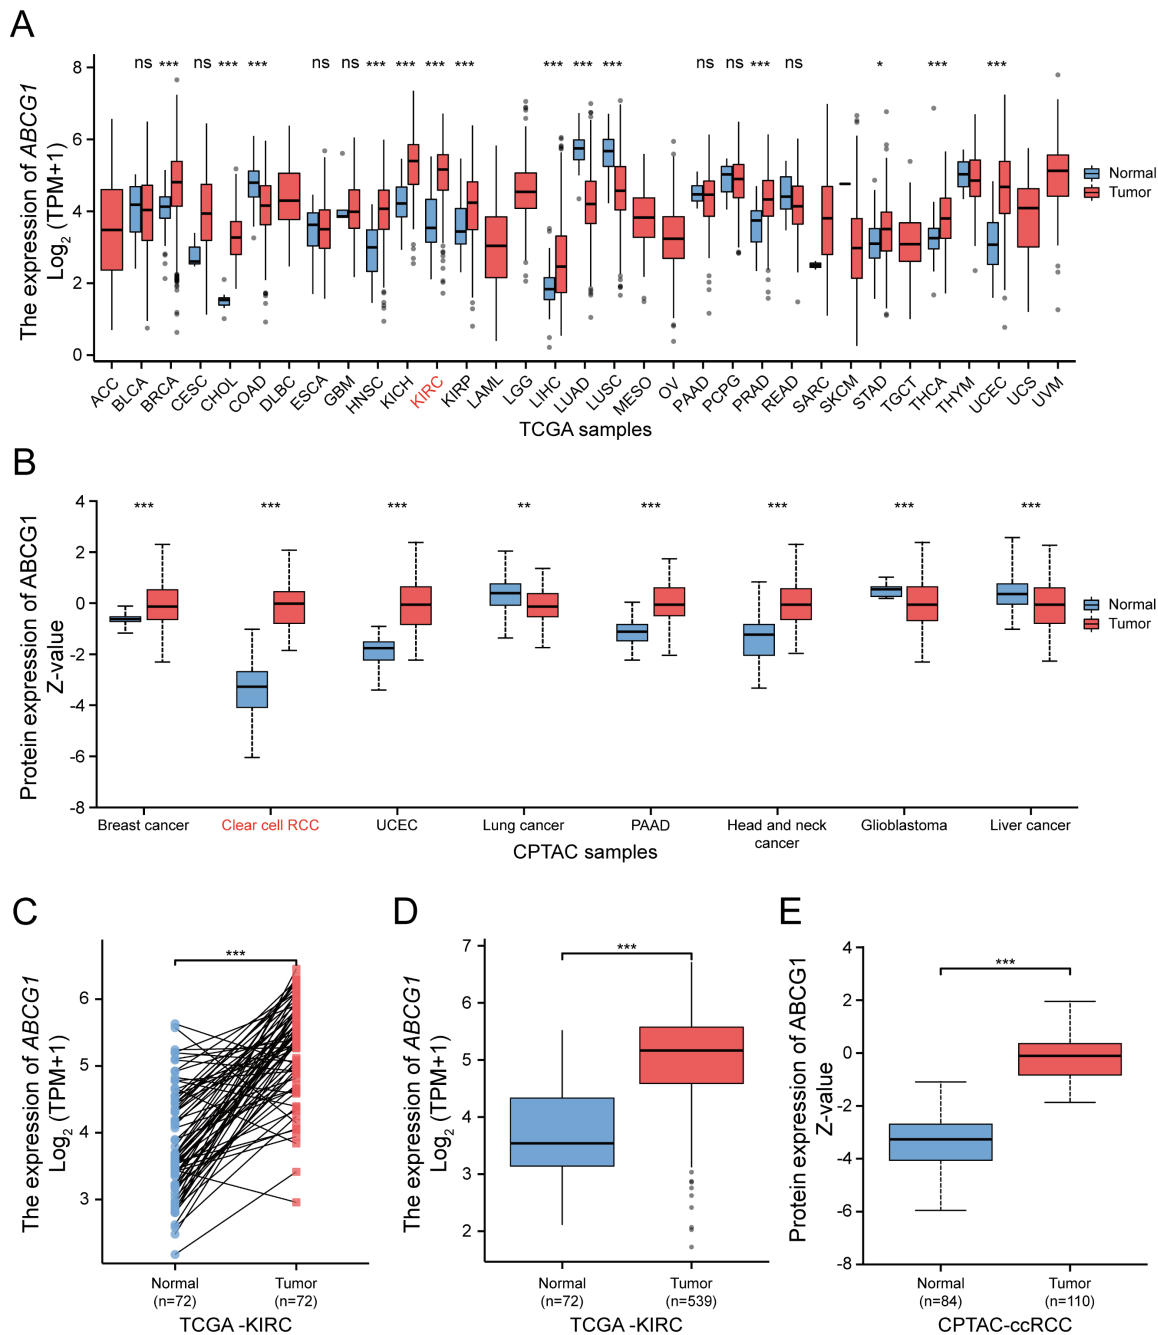 A
The expression of ABCG1
Log2 (TPM+1)
8
6
4
2
0
ns *** ns *** *** ns ns *** *** *** *** *** *** *** ns ns *** ns * *** ***
Normal
Tumor
ACC BLCA BRCA CESC CHOL COAD DLBC ESCA GBM HNSC KICH KIRC KIRP LAML LGG LIHC LUAD LUSC MESO OV PAAD PCPG PRAD READ SARC SKCM STAD TGCT THCA THYM UCEC UCS UVM
TCGA samples
B
Protein expression of ABCG1
Z-value
4
2
0
-2
-4
-6
-8
*** *** *** ** *** *** *** ***
Normal
Tumor
Breast cancer Clear cell RCC UCEC Lung cancer PAAD Head and neck Glioblastoma Liver cancer
cancer
CPTAC samples
C
The expression of ABCG1
Log2 (TPM+1)
6
5
4
3
***
Normal Tumor
(n=72) (n=72)
TCGA -KIRC
D
The expression of ABCG1
Log2 (TPM+1)
7
6
5
4
3
2
***
Normal Tumor
(n=72) (n=539)
TCGA -KIRC
E
Protein expression of ABCG1
Z-value
4
2
0
-2
-4
-6
-8
***
Normal Tumor
(n=84) (n=110)
CPTAC-ccRCC